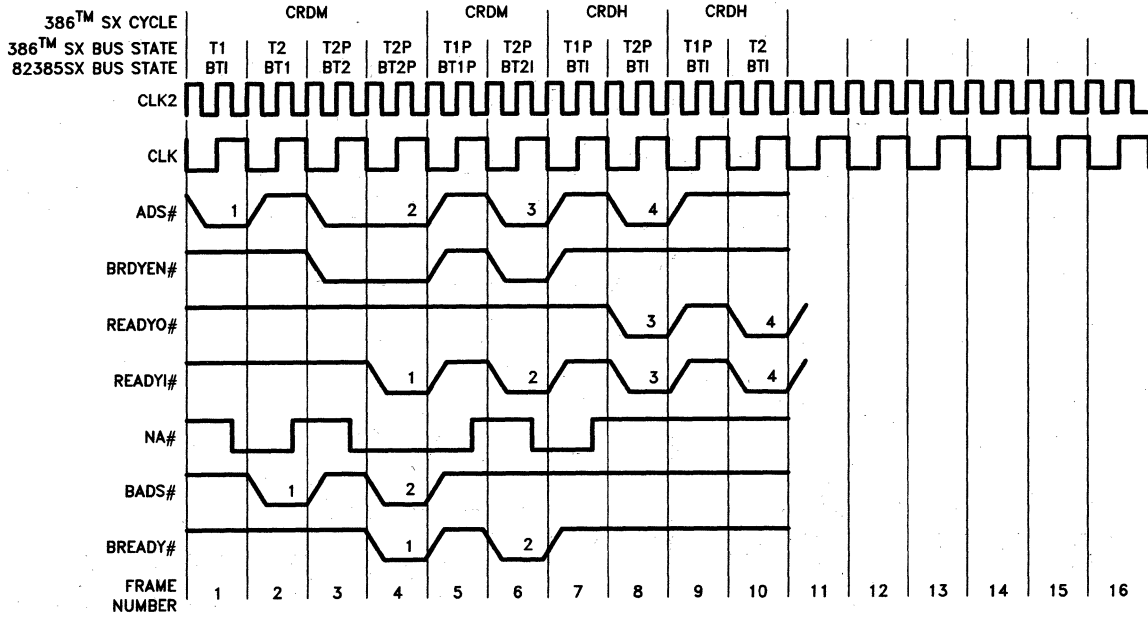 386TM SX CYCLE CRDM CRDM CRDH CRDH
386TM SX BUS STATE T1 T2 T2P T2P T1P T2P T1P T2P T1P T2
82385SX BUS STATE BTI BT1 BT2 BT2P BT1P BT2I BTI BTI BTI BTI
CLK2
CLK
ADS# 1 2 3 4
BRDYEN#
READYO# 3 4
READYI# 1 2 3 4
NA#
BADS# 1 2
BREADY# 1 2
FRAME
NUMBER 1 2 3 4 5 6 7 8 9 10 11 12 13 14 15 16